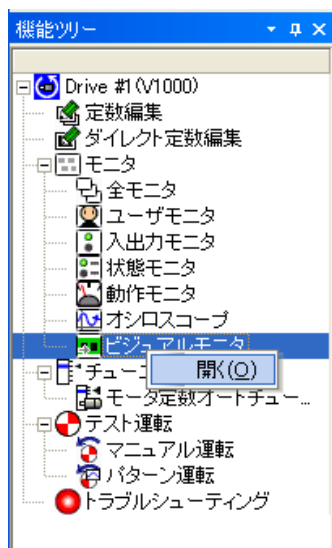 機能ツリー
Drive #1(V1000)
定数編集
ダイレクト定数編集
モニタ
全モニタ
ユーザモニタ
入出力モニタ
状態モニタ
動作モニタ
オシロスコープ
ビジュアルモニタ
チューニ
開く(O)
モータ定数オートチュー...
テスト運転
マニュアル運転
パターン運転
トラブルシューティング